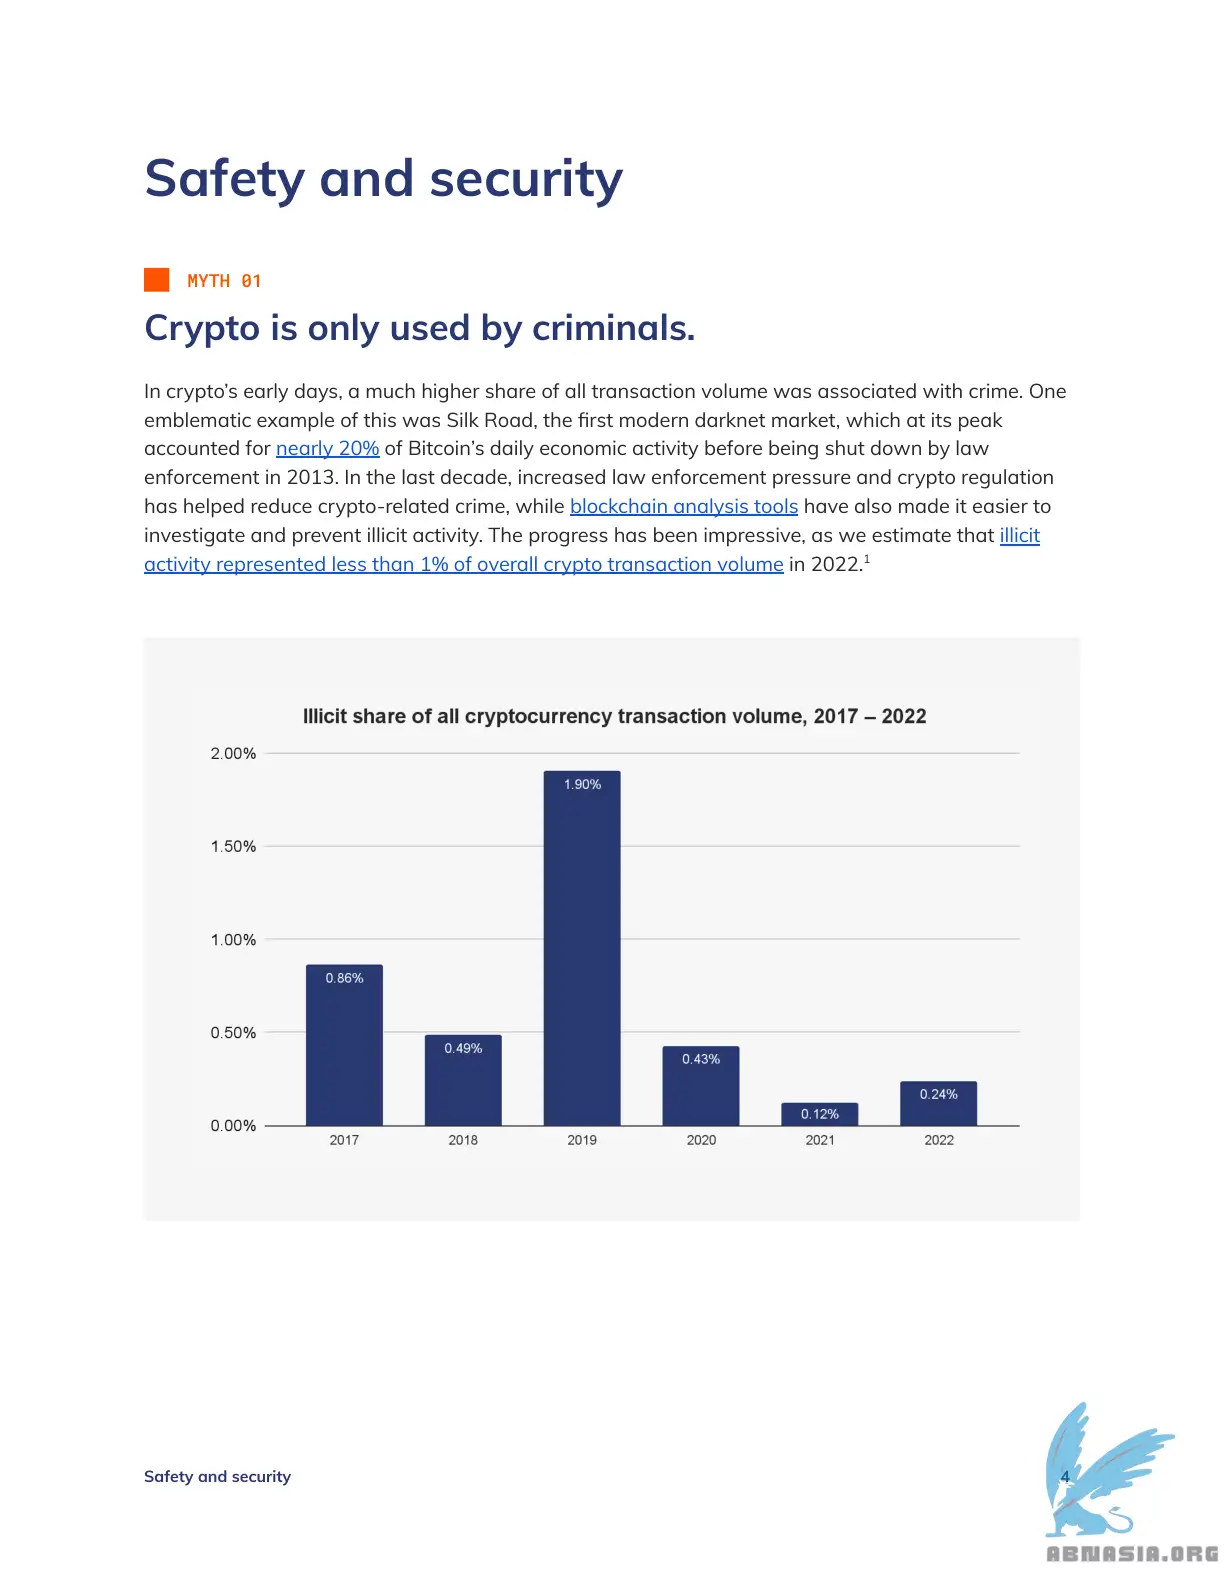 Safety and security
MYTH 01
Crypto is only used by criminals.
In crypto’s early days, a much higher share of all transaction volume was associated with crime. One
emblematic example of this was Silk Road, the first modern darknet market, which at its peak
accounted for nearly 20% of Bitcoin’s daily economic activity before being shut down by law
enforcement in 2013. In the last decade, increased law enforcement pressure and crypto regulation
has helped reduce crypto-related crime, while blockchain analysis tools have also made it easier to
investigate and prevent illicit activity. The progress has been impressive, as we estimate that illicit
activity represented less than 1% of overall crypto transaction volume in 2022.1
Illicit share of all cryptocurrency transaction volume, 2017 – 2022
2.00%
1.50%
1.00%
0.50%
0.00%
0.86%
0.49%
1.90%
0.43%
0.12%
0.24%
2017
2018
2019
2020
2021
2022
Safety and security
4
ABNASIA.ORG